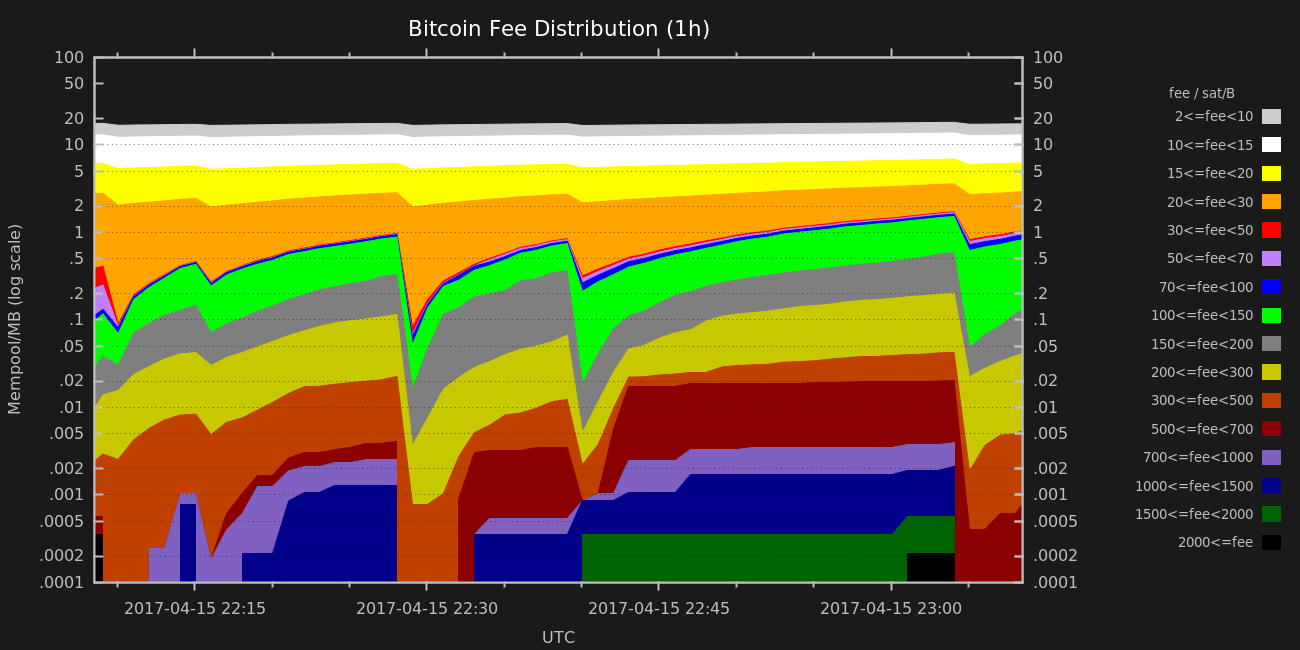 Bitcoin Fee Distribution (1h)
100 100
50 50
20 20
10 10
5 5
2 2
1 1
.5 .5
.2 .2
.1 .1
.05 .05
.02 .02
.01 .01
.005 .005
.002 .002
.001 .001
.0005 .0005
.0002 .0002
.0001 .0001
Mempool/MB (log scale)
2017-04-15 22:15 2017-04-15 22:30 2017-04-15 22:45 2017-04-15 23:00
UTC
fee / sat/B
2<=fee<10
10<=fee<15
15<=fee<20
20<=fee<30
30<=fee<50
50<=fee<70
70<=fee<100
100<=fee<150
150<=fee<200
200<=fee<300
300<=fee<500
500<=fee<700
700<=fee<1000
1000<=fee<1500
1500<=fee<2000
2000<=fee